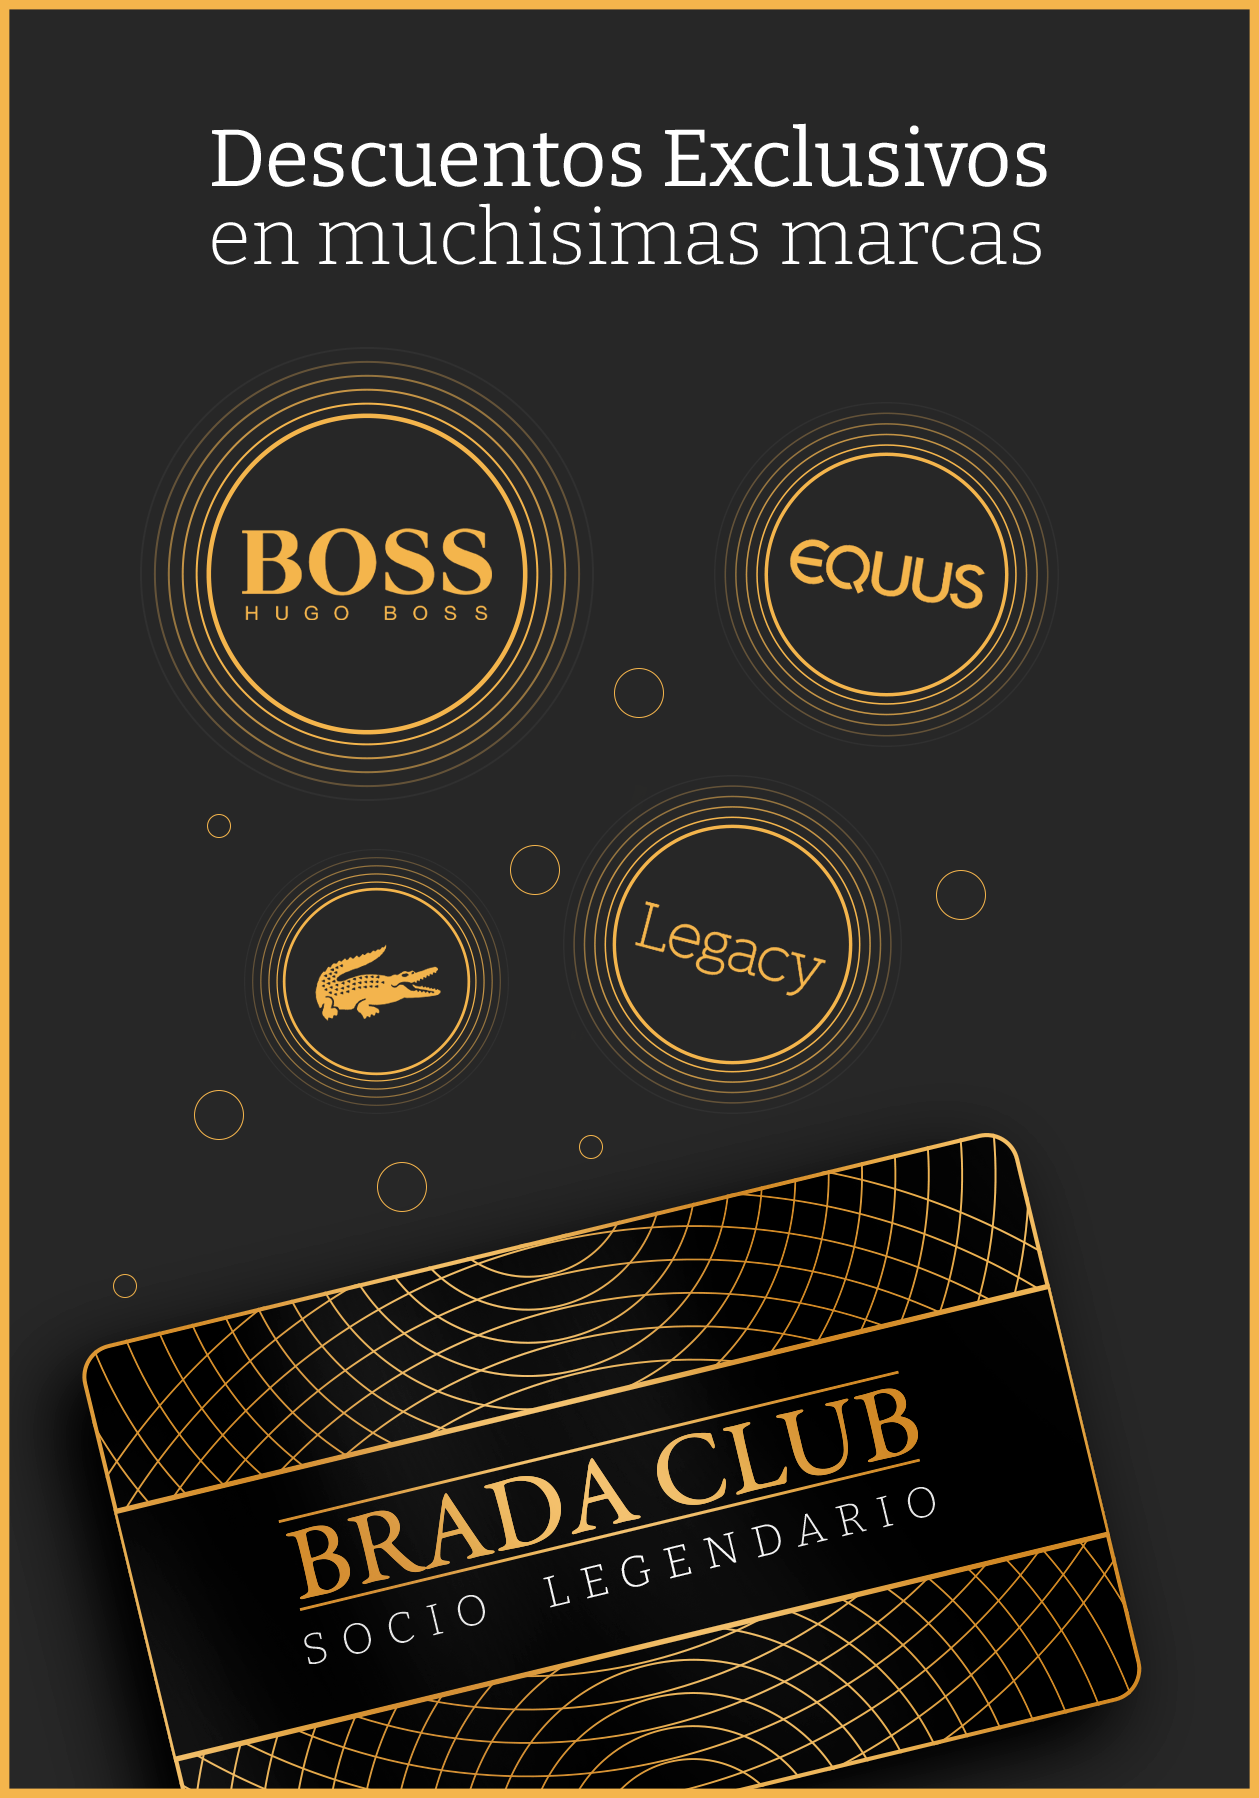 Descuentos Exclusivos
en muchisimas marcas
BOSS
HUGO BOSS
EQUUS
Legacy
BRADA CLUB
SOCIO LEGENDARIO